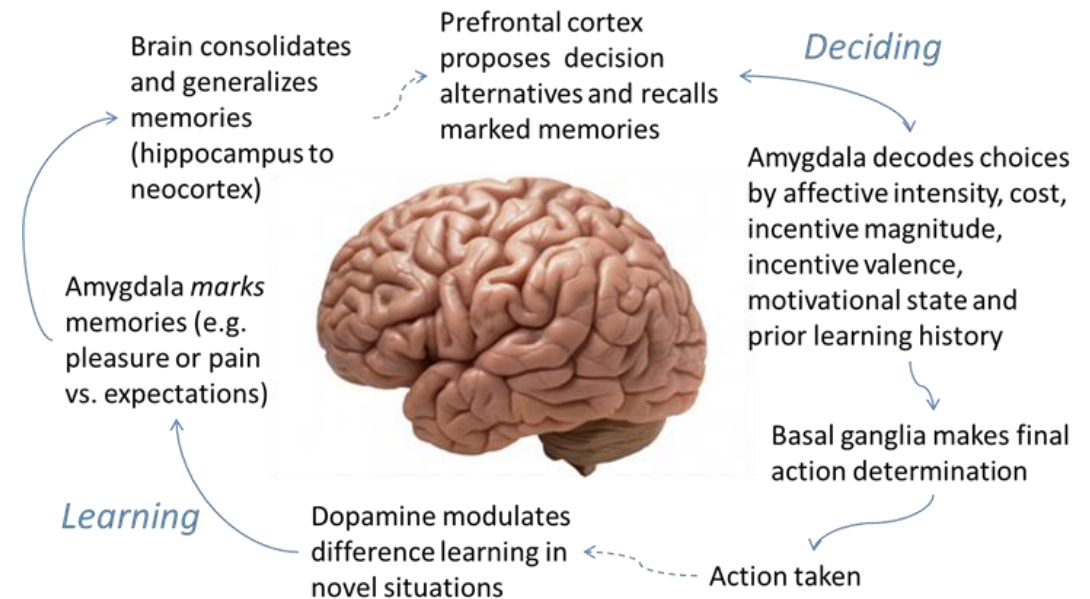 Prefrontal cortex
proposes decision
alternatives and recalls
marked memories
Deciding
Amygdala decodes choices
by affective intensity, cost,
incentive magnitude,
incentive valence,
motivational state and
prior learning history
Basal ganglia makes final
action determination
Action taken
Dopamine modulates
difference learning in
novel situations
Learning
Amygdala marks
memories (e.g.
pleasure or pain
vs. expectations)
Brain consolidates
and generalizes
memories
(hippocampus to
neocortex)